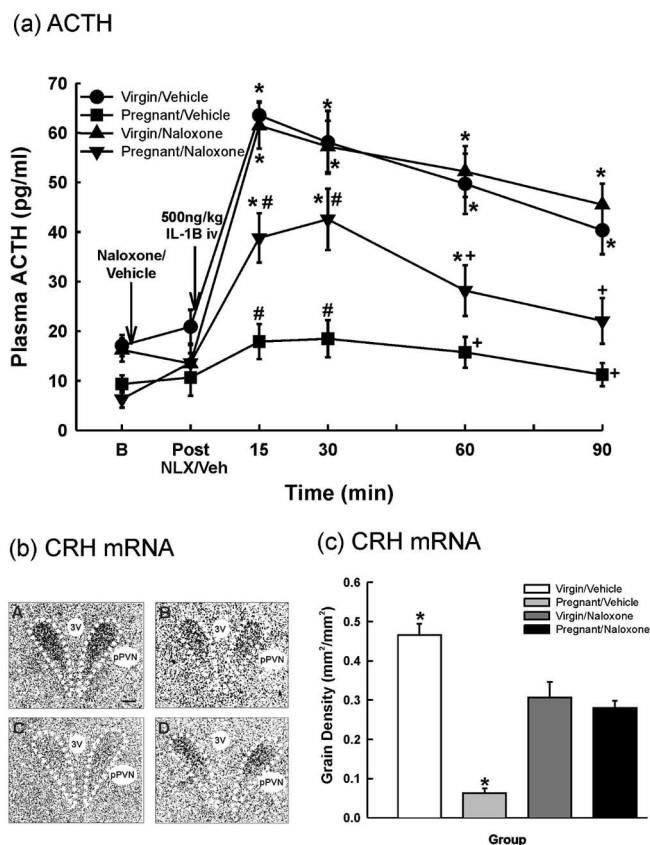 (a) ACTH
Virgin/Vehicle
Pregnant/Vehicle
Virgin/Naloxone
Pregnant/Naloxone
Plasma ACTH (pg/ml)
70
60
50
40
30
20
10
0
Naloxone/
Vehicle
500ng/kg
IL-1B iv
*
*
*
*
*
*
*
*
* #
* #
* +
+
#
#
+
+
B
Post
NLX/Veh
15
30
60
90
Time (min)
(b) CRH mRNA
A
3V
pPVN
B
3V
pPVN
C
3V
pPVN
D
3V
pPVN
(c) CRH mRNA
Grain Density (mm²/mm²)
0.6
0.5
0.4
0.3
0.2
0.1
0.0
*
*
Virgin/Vehicle
Pregnant/Vehicle
Virgin/Naloxone
Pregnant/Naloxone
Group